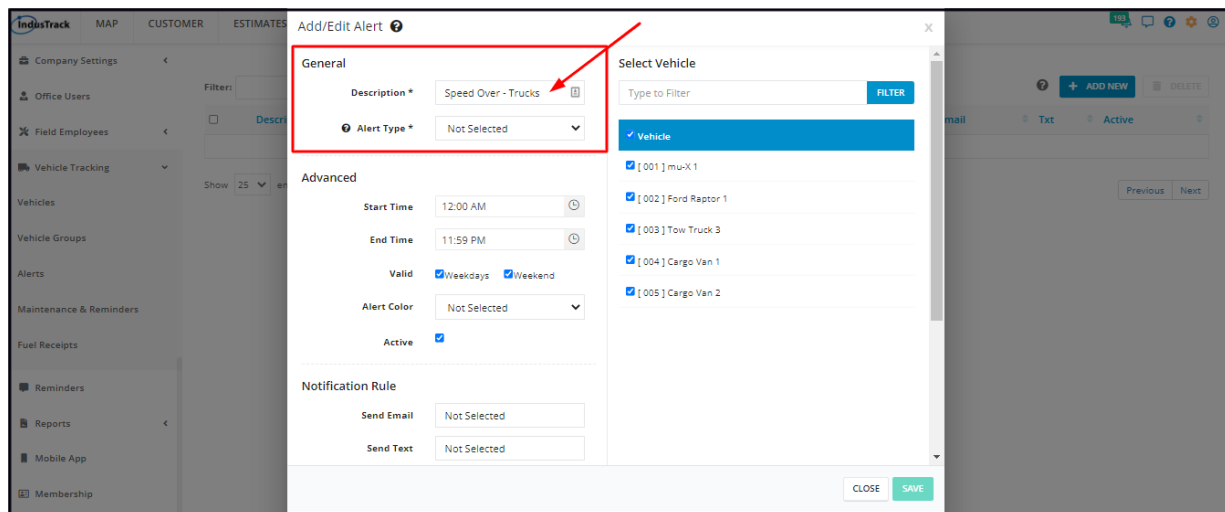 IndusTrack MAP CUSTOMER ESTIMATES
193
Company Settings
Office Users
Field Employees
Vehicle Tracking
Vehicles
Vehicle Groups
Alerts
Maintenance & Reminders
Fuel Receipts
Reminders
Reports
Mobile App
Membership
Filter:
+ ADD NEW DELETE
Descri
mail Txt Active
Show 25 en
Previous Next
Add/Edit Alert ?
X
General
Description * Speed Over - Trucks
? Alert Type * Not Selected
Advanced
Start Time 12:00 AM
End Time 11:59 PM
Valid Weekdays Weekend
Alert Color Not Selected
Active
Notification Rule
Send Email Not Selected
Send Text Not Selected
Select Vehicle
Type to Filter FILTER
Vehicle
[ 001 ] mu-X 1
[ 002 ] Ford Raptor 1
[ 003 ] Tow Truck 3
[ 004 ] Cargo Van 1
[ 005 ] Cargo Van 2
CLOSE SAVE